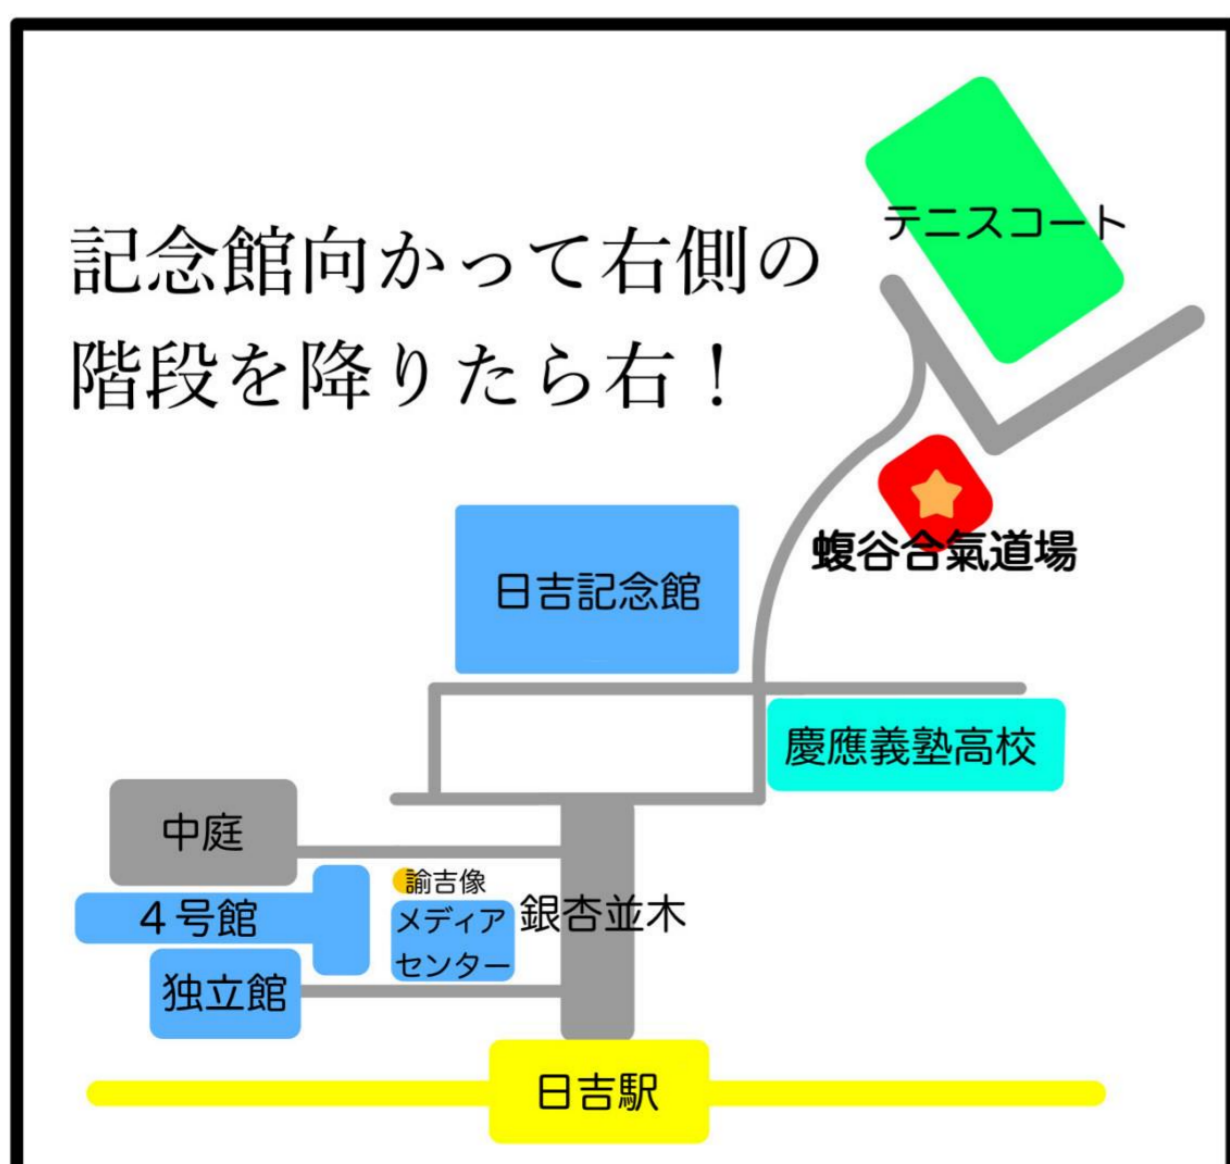 記念館向かって右側の
階段を降りたら右！
テニスコート
蝮谷合氣道場
日吉記念館
慶應義塾高校
中庭
諭吉像
４号館
メディア
センター
銀杏並木
独立館
日吉駅